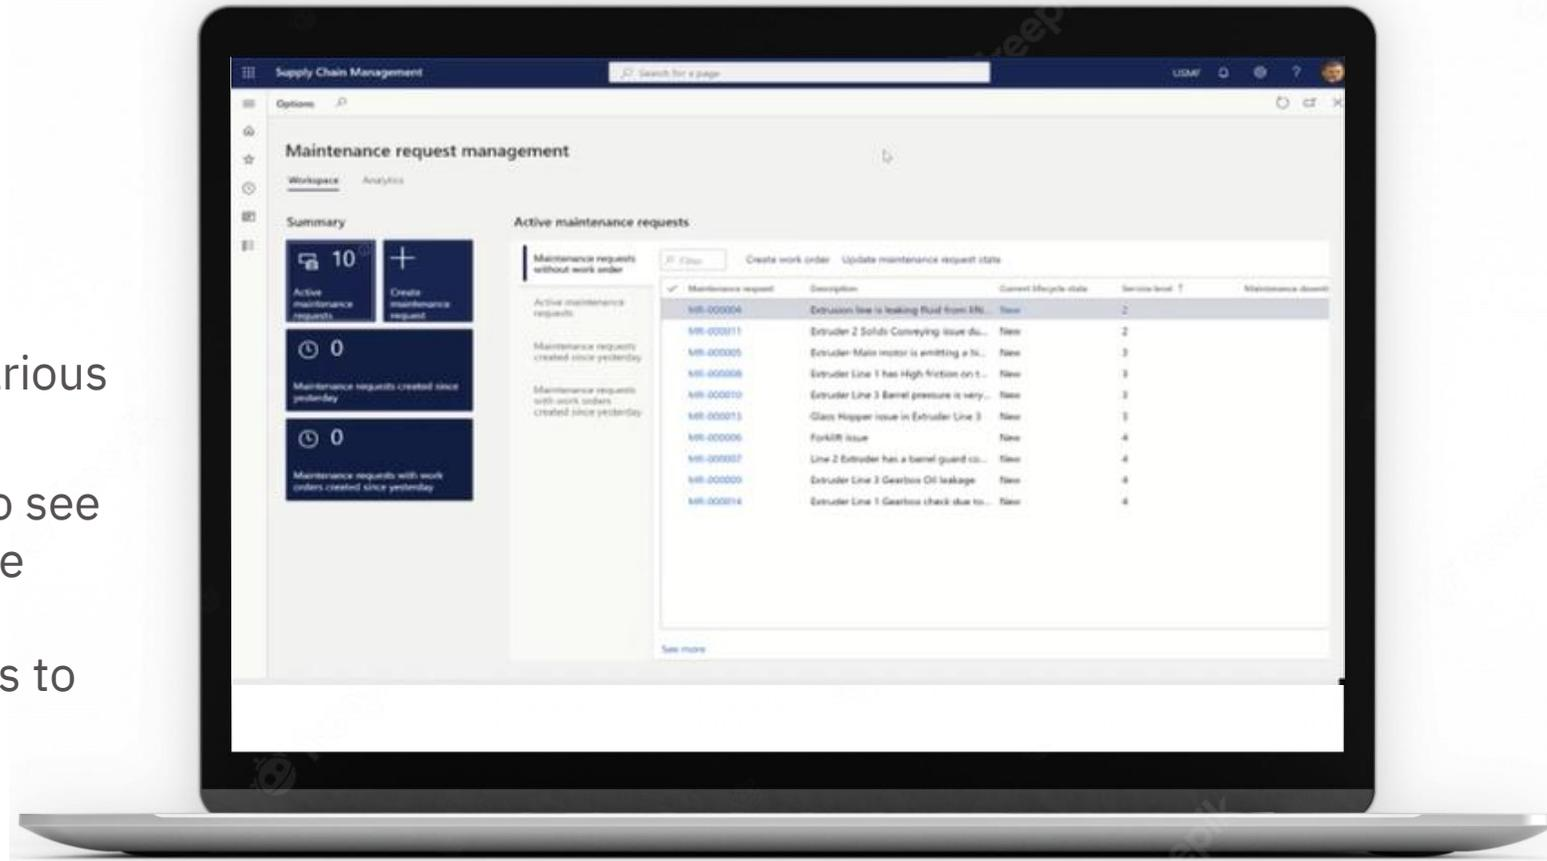 rious
o see
e
s to
Supply Chain Management
Search for a page
USMF
?
Options
Maintenance request management
Workspace Analytics
Summary
10
Active
maintenance
requests
Create
maintenance
request
0
Maintenance requests created since
yesterday
0
Maintenance requests with work
orders created since yesterday
Active maintenance requests
Maintenance requests
without work order
Active maintenance
requests
Maintenance requests
created since yesterday
Maintenance requests
with work orders
created since yesterday
Filter Create work order Update maintenance request state
Maintenance request Description Current lifecycle state Service level Maintenance downti
MR-000004 Extrusion line is leaking fluid from lifti... New 2
MR-000011 Extruder 2 Solids Conveying issue du... New 2
MR-000005 Extruder- Main motor is emitting a hi... New 3
MR-000008 Extruder Line 1 has High friction on t... New 3
MR-000010 Extruder Line 3 Barrel pressure is very... New 3
MR-000013 Glass Hopper issue in Extruder Line 3 New 3
MR-000006 Forklift issue New 4
MR-000007 Line 2 Extruder has a barrel guard co... New 4
MR-000009 Extruder Line 3 Gearbox Oil leakage New 4
MR-000014 Extruder Line 1 Gearbox check due to... New 4
See more